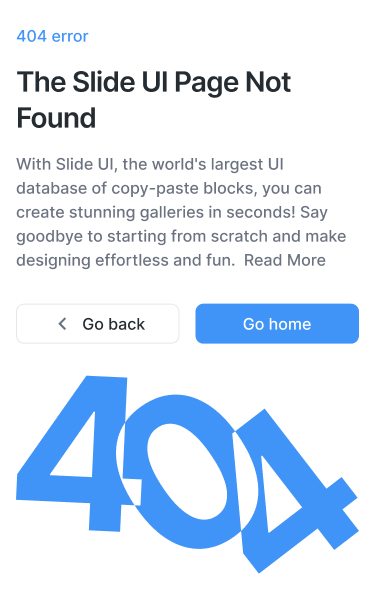 404 error
The Slide UI Page Not
Found
With Slide UI, the world's largest UI
database of copy-paste blocks, you can
create stunning galleries in seconds! Say
goodbye to starting from scratch and make
designing effortless and fun.  Read More
Go back
Go home
404